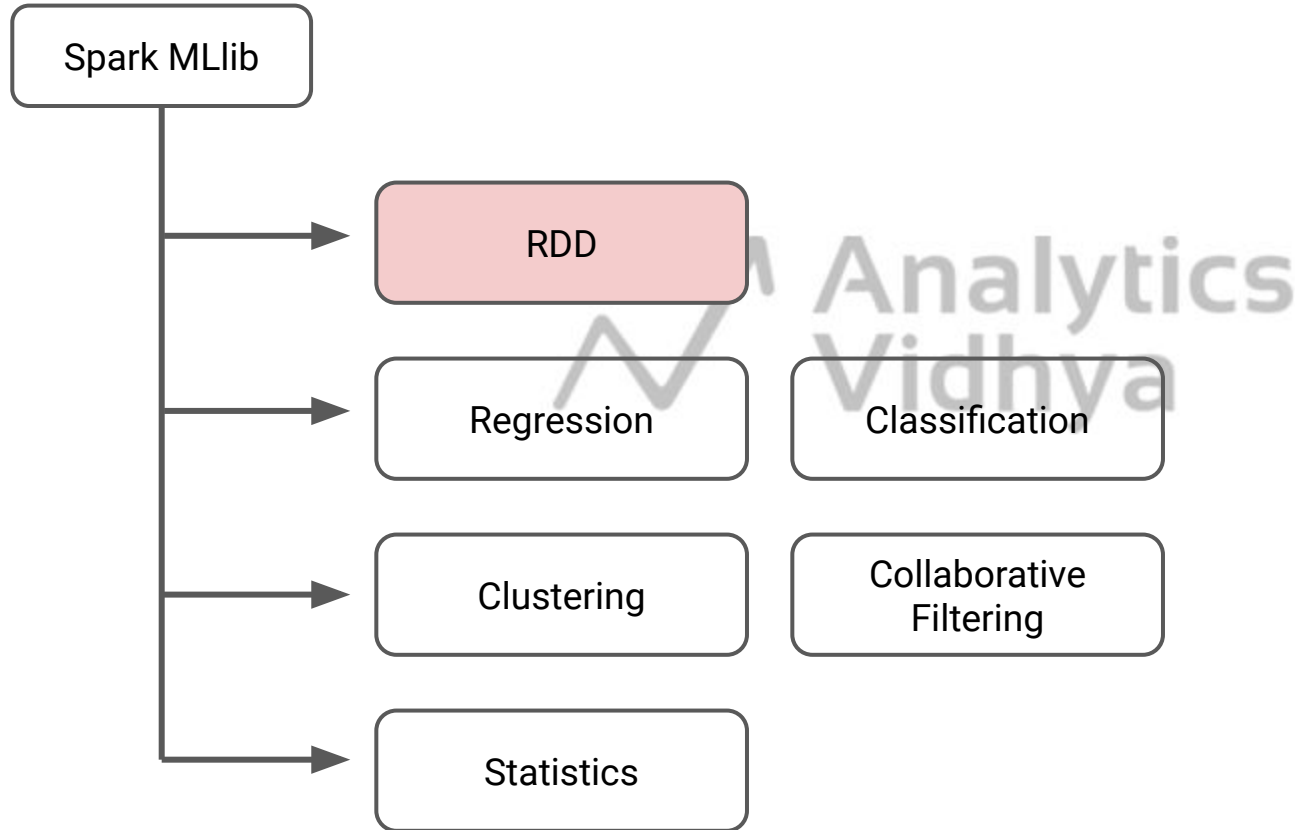 Spark MLlib
RDD
Analytics
Vidhya
Regression
Classification
Clustering
Collaborative
Filtering
Statistics